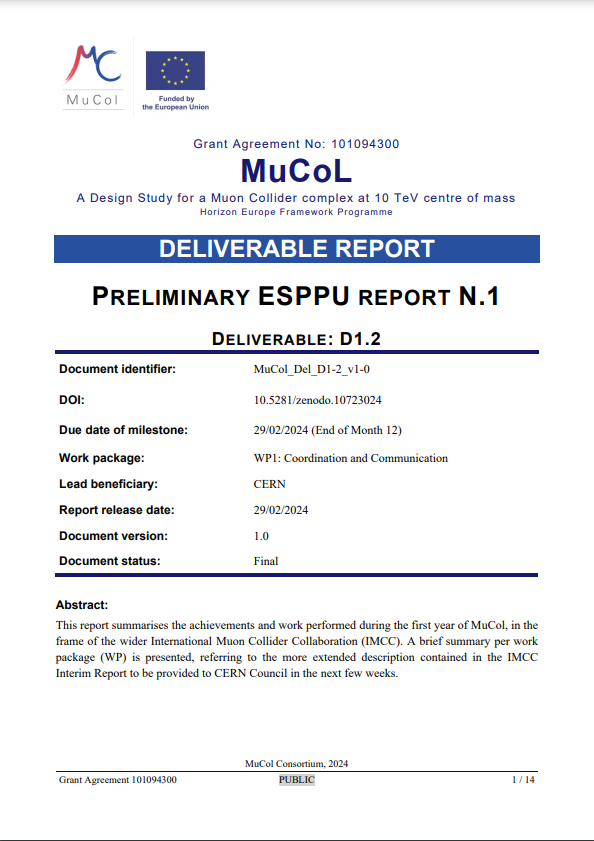 MC
MuCol
Funded by
the European Union
Grant Agreement No: 101094300
MuCoL
A Design Study for a Muon Collider complex at 10 TeV centre of mass
Horizon Europe Framework Programme
DELIVERABLE REPORT
PRELIMINARY ESPPU REPORT N.1
DELIVERABLE: D1.2
Document identifier: MuCol_Del_D1-2_v1-0
DOI: 10.5281/zenodo.10723024
Due date of milestone: 29/02/2024 (End of Month 12)
Work package: WP1: Coordination and Communication
Lead beneficiary: CERN
Report release date: 29/02/2024
Document version: 1.0
Document status: Final
Abstract:
This report summarises the achievements and work performed during the first year of MuCol, in the
frame of the wider International Muon Collider Collaboration (IMCC). A brief summary per work
package (WP) is presented, referring to the more extended description contained in the IMCC
Interim Report to be provided to CERN Council in the next few weeks.
MuCol Consortium, 2024
Grant Agreement 101094300 PUBLIC 1 / 14